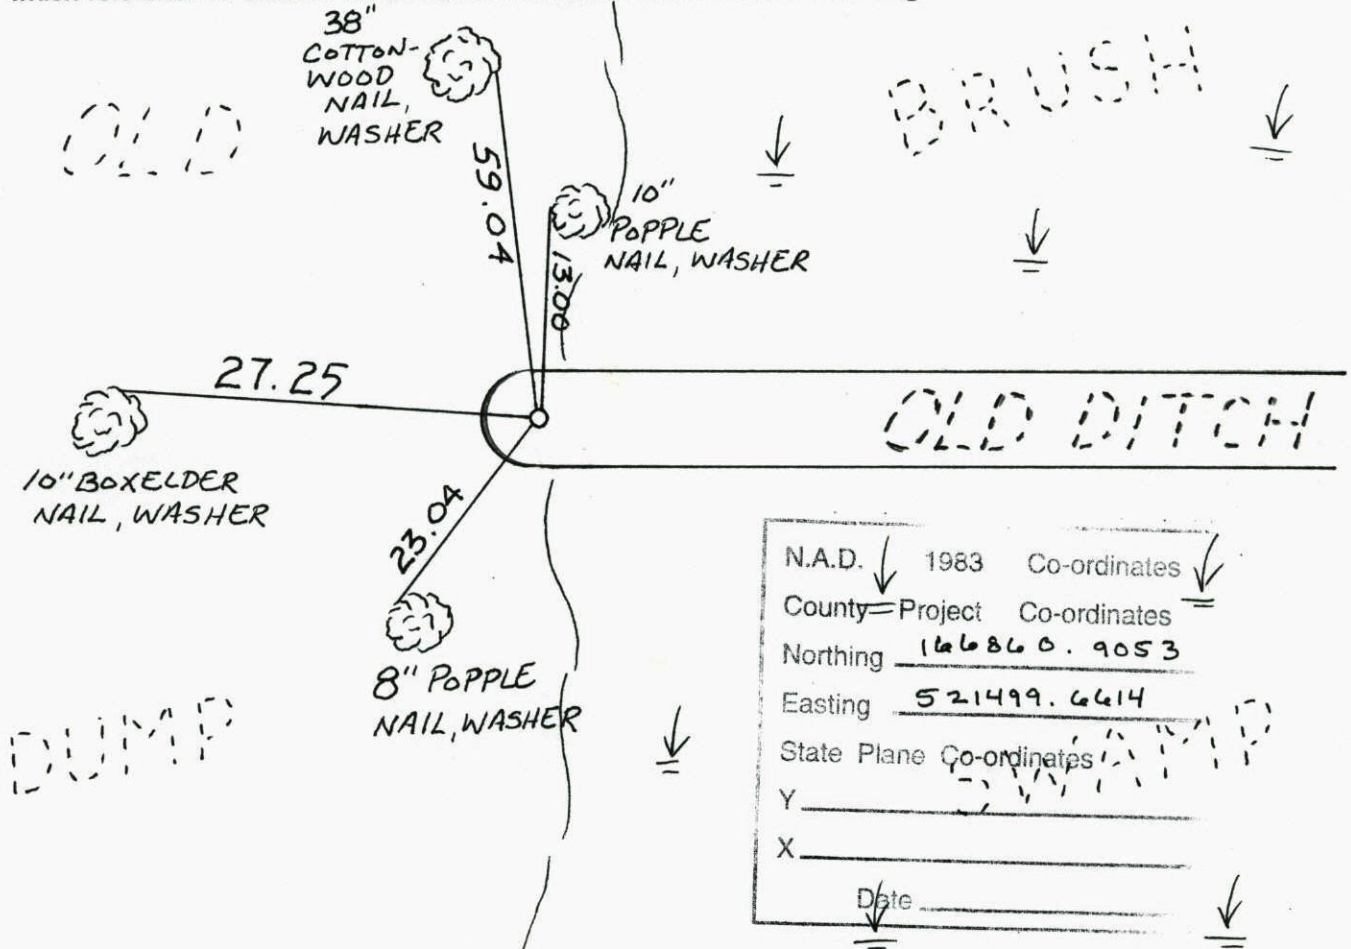 38"
COTTON-
WOOD
NAIL,
WASHER
59.04
OLD
BRUSH
10"
POPPLE
NAIL, WASHER
13.00
27.25
OLD DITCH
10" BOXELDER
NAIL, WASHER
23.04
8" POPPLE
NAIL, WASHER
DUMP
N.A.D. 1983 Co-ordinates
County Project Co-ordinates
Northing 166860.9053
Easting 521499.6614
State Plane Co-ordinates
SWAMP
Y
X
Date